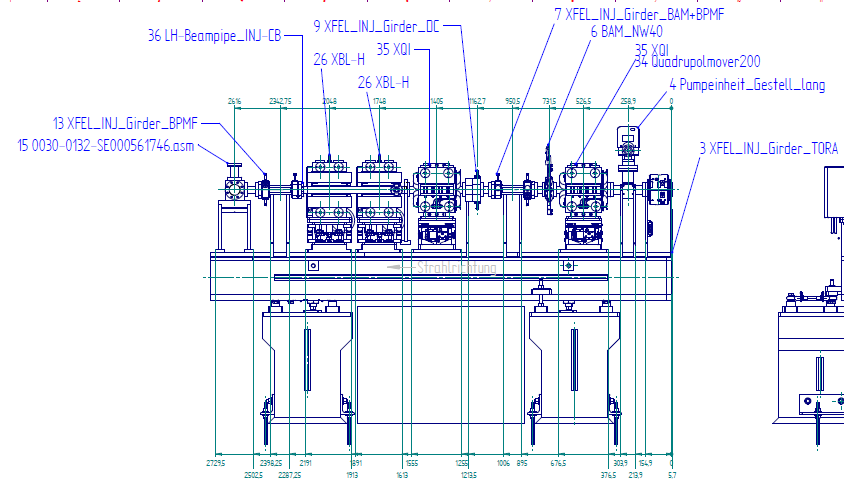 7 XFEL_INJ_Girder_BAM+BPMF
9 XFEL_INJ_Girder_DC
6 BAM_NW40
36 LH-Beampipe_INJ-CB
35 XQI
35 XQI
26 XBL-H
34 Quadrupolmover200
26 XBL-H
4 Pumpeinheit_Gestell_lang
2616 2342,75 2048 1748 1405 1162,7 950,5 731,5 526,5 258,9 0
13 XFEL_INJ_Girder_BPMF
15 0030-0132-SE000561746.asm
3 XFEL_INJ_Girder_TORA
Strahlrichtung
2729,5 2398,25 2191 1891 1555 1255 1006 895 676,5 303,9 154,9 0
2502,5 2287,25 1913 1613 1213,5 376,5 213,9 5,7